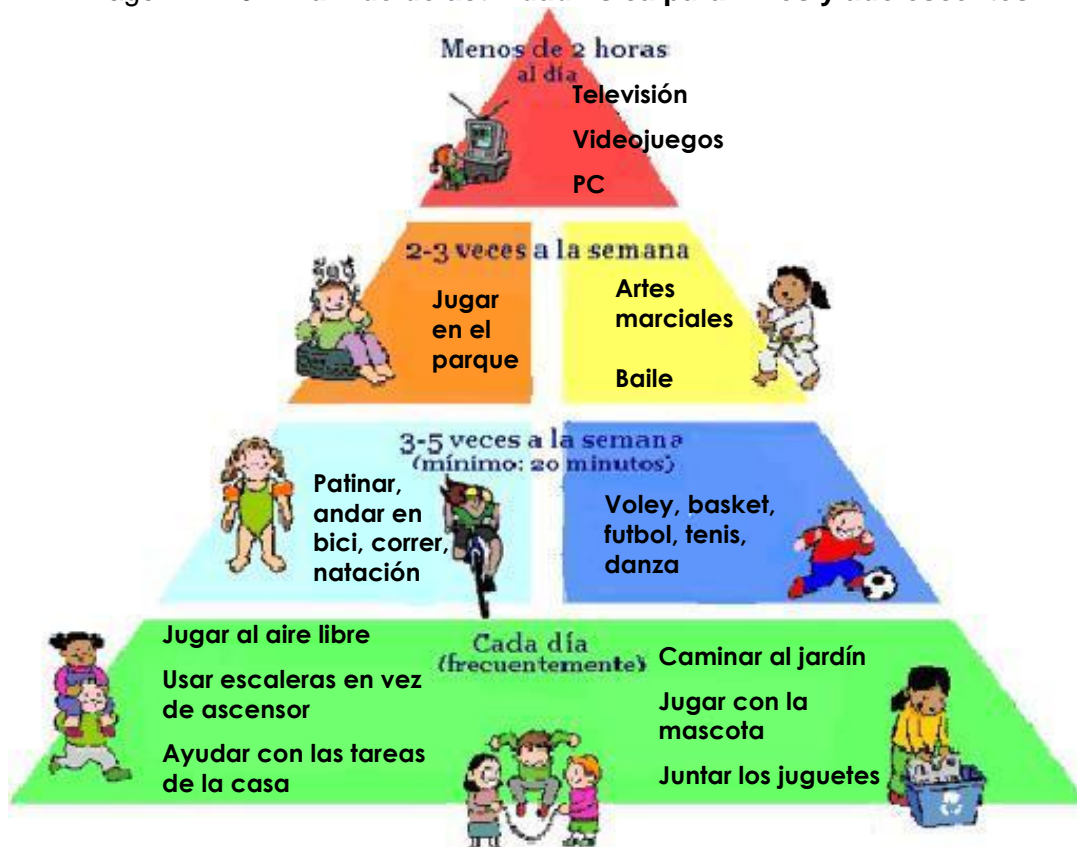 Menos de 2 horas
al día
Televisión
Videojuegos
PC
2-3 veces a la semana
Jugar
en el
parque
Artes
marciales
Baile
3-5 veces a la semana
(mínimo: 20 minutos)
Patinar,
andar en
bici, correr,
natación
Voley, basket,
futbol, tenis,
danza
Cada día
(frecuentemente)
Jugar al aire libre
Usar escaleras en vez
de ascensor
Ayudar con las tareas
de la casa
Caminar al jardín
Jugar con la
mascota
Juntar los juguetes